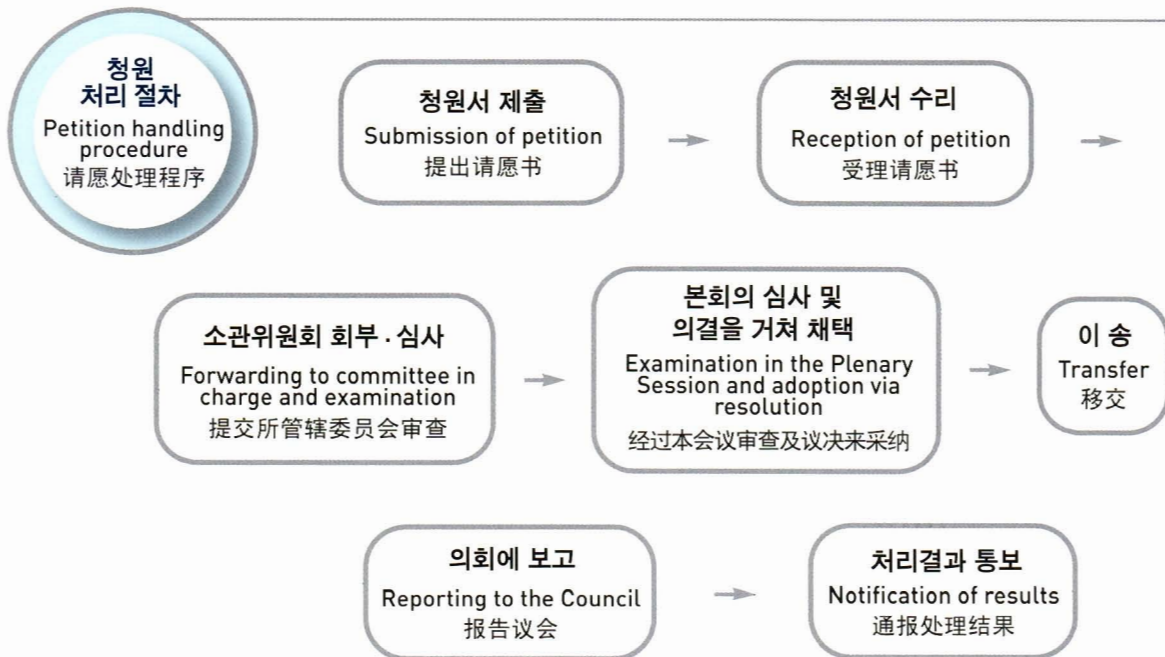 청원
처리 절차
Petition handling
procedure
请愿处理程序
청원서 제출
Submission of petition
提出请愿书
청원서 수리
Reception of petition
受理请愿书
소관위원회 회부 · 심사
Forwarding to committee in
charge and examination
提交所管辖委员会审查
본회의 심사 및
의결을 거쳐 채택
Examination in the Plenary
Session and adoption via
resolution
经过本会议审查及议决来采纳
이 송
Transfer
移交
의회에 보고
Reporting to the Council
报告议会
처리결과 통보
Notification of results
通报处理结果